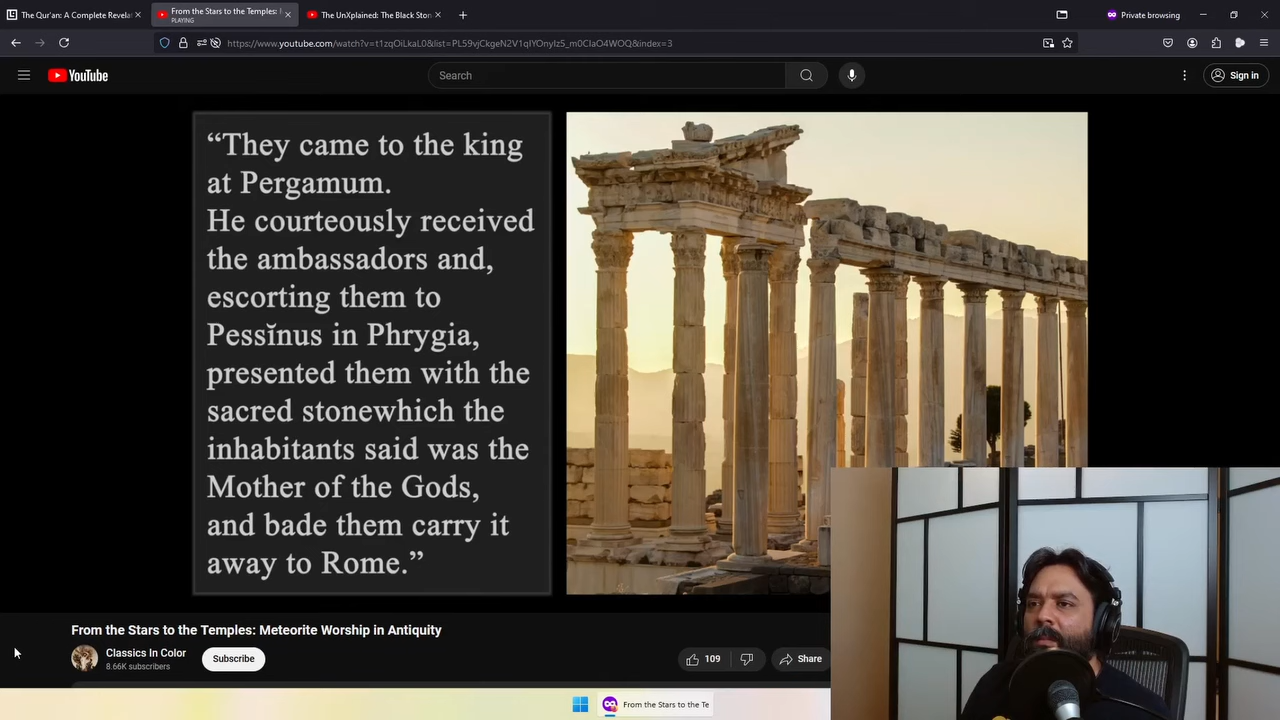 The Qur'an: A Complete Revelat
From the Stars to the Temples: M
PLAYING
The UnXplained: The Black Ston
Private browsing
https://www.youtube.com/watch?v=t1zqOiLkaL0&list=PL59vjCkgeN2V1qIYOnyIz5_m0CIaO4WOQ&index=3
YouTube
Search
Sign in
“They came to the king
at Pergamum.
He courteously received
the ambassadors and,
escorting them to
Pessĭnus in Phrygia,
presented them with the
sacred stonewhich the
inhabitants said was the
Mother of the Gods,
and bade them carry it
away to Rome.”
From the Stars to the Temples: Meteorite Worship in Antiquity
Classics In Color
8.66K subscribers
Subscribe
109
Share
From the Stars to the Te